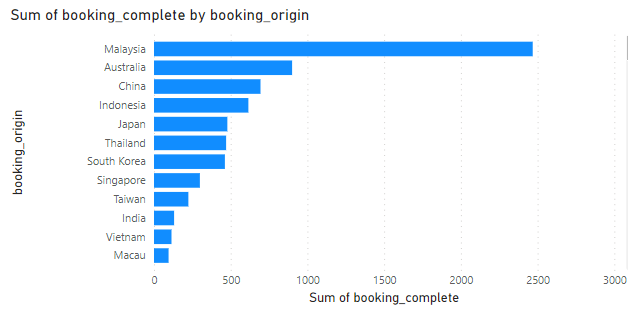 Sum of booking_complete by booking_origin
booking_origin
Malaysia
Australia
China
Indonesia
Japan
Thailand
South Korea
Singapore
Taiwan
India
Vietnam
Macau
0 500 1000 1500 2000 2500 3000
Sum of booking_complete